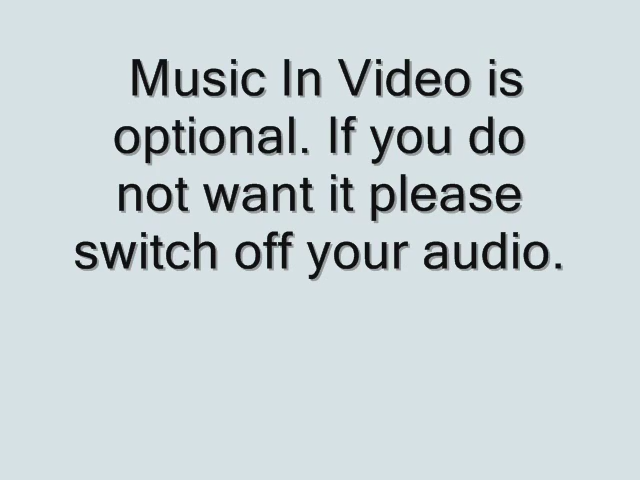 Music In Video is
optional. If you do
not want it please
switch off your audio.